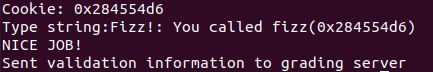 Cookie: 0x284554d6
Type string:Fizz!: You called fizz(0x284554d6)
NICE JOB!
Sent validation information to grading server